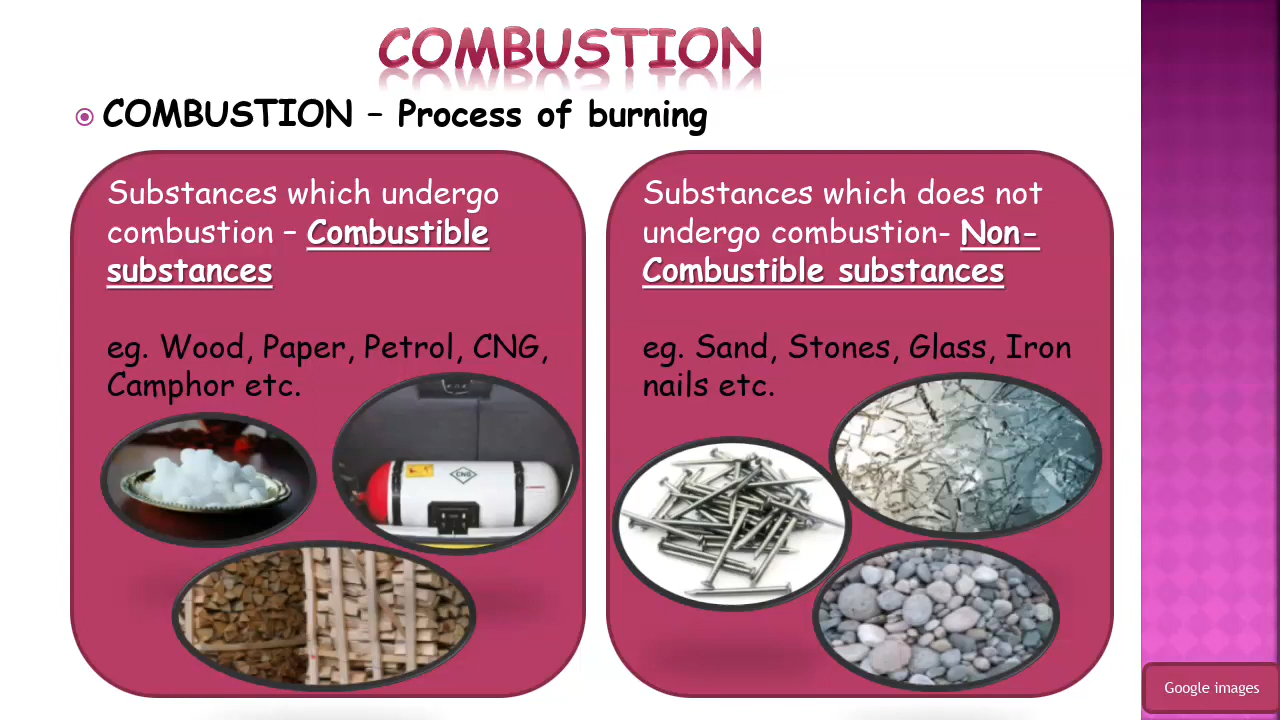 COMBUSTION
COMBUSTION – Process of burning
Substances which undergo
combustion – Combustible
substances
eg. Wood, Paper, Petrol, CNG,
Camphor etc.
CNG
Substances which does not
undergo combustion- Non-
Combustible substances
eg. Sand, Stones, Glass, Iron
nails etc.
Google images